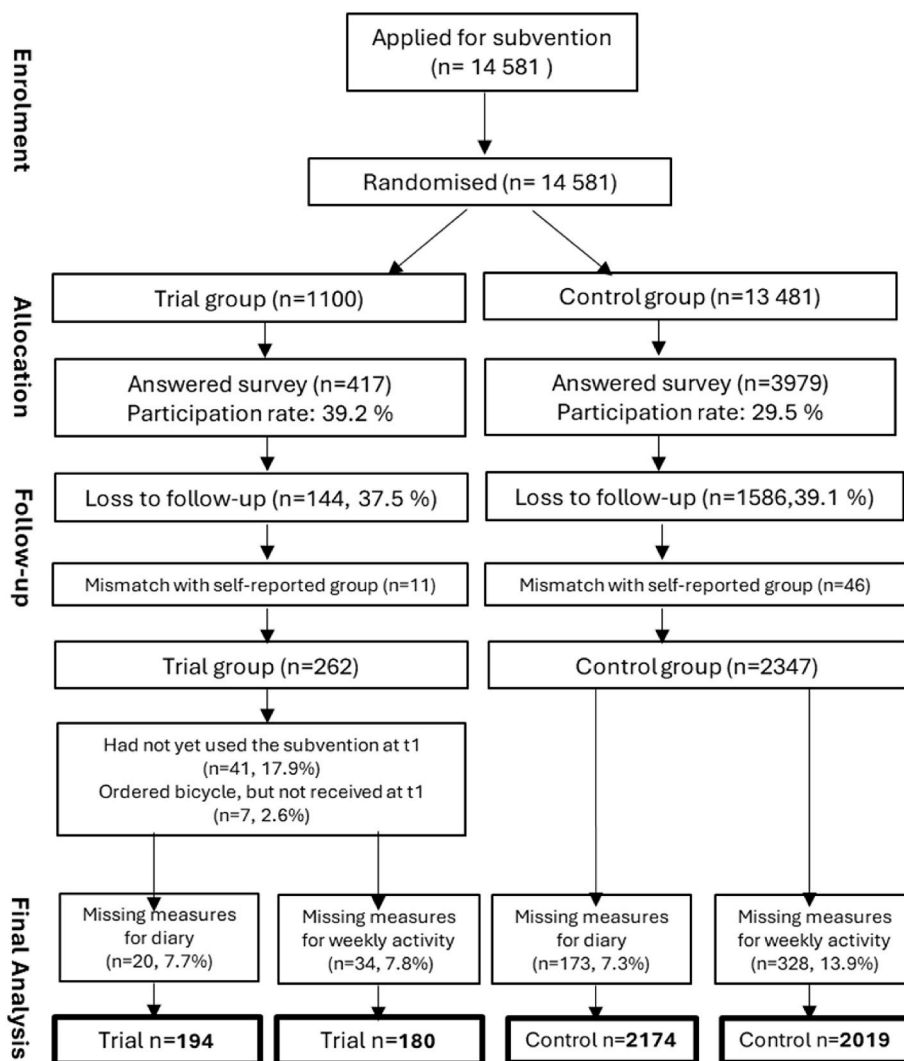 Enrolment
Applied for subvention
(n= 14 581 )
Randomised (n= 14 581)
Allocation
Trial group (n=1100)
Control group (n=13 481)
Answered survey (n=417)
Participation rate: 39.2 %
Answered survey (n=3979)
Participation rate: 29.5 %
Follow-up
Loss to follow-up (n=144, 37.5 %)
Loss to follow-up (n=1586,39.1 %)
Mismatch with self-reported group (n=11)
Mismatch with self-reported group (n=46)
Trial group (n=262)
Control group (n=2347)
Had not yet used the subvention at t1
(n=41, 17.9%)
Ordered bicycle, but not received at t1
(n=7, 2.6%)
Final Analysis
Missing measures
for diary
(n=20, 7.7%)
Missing measures
for weekly activity
(n=34, 7.8%)
Missing measures
for diary
(n=173, 7.3%)
Missing measures
for weekly activity
(n=328, 13.9%)
Trial n=194
Trial n=180
Control n=2174
Control n=2019